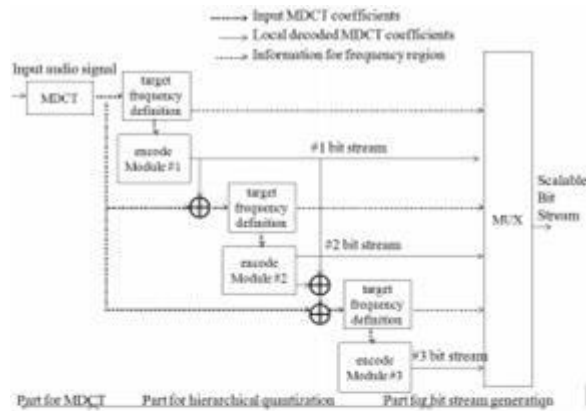 Input MDCT coefficients
Local decoded MDCT coefficients
Information for frequency region
Input audio signal
MDCT
target
frequency
definition
encode
Module #1
#1 bit stream
target
frequency
definition
encode
Module #2
#2 bit stream
target
frequency
definition
encode
Module #3
#3 bit stream
MUX
Scalable
Bit
Stream
Part for MDCT
Part for hierarchical quantization
Part for bit stream generation